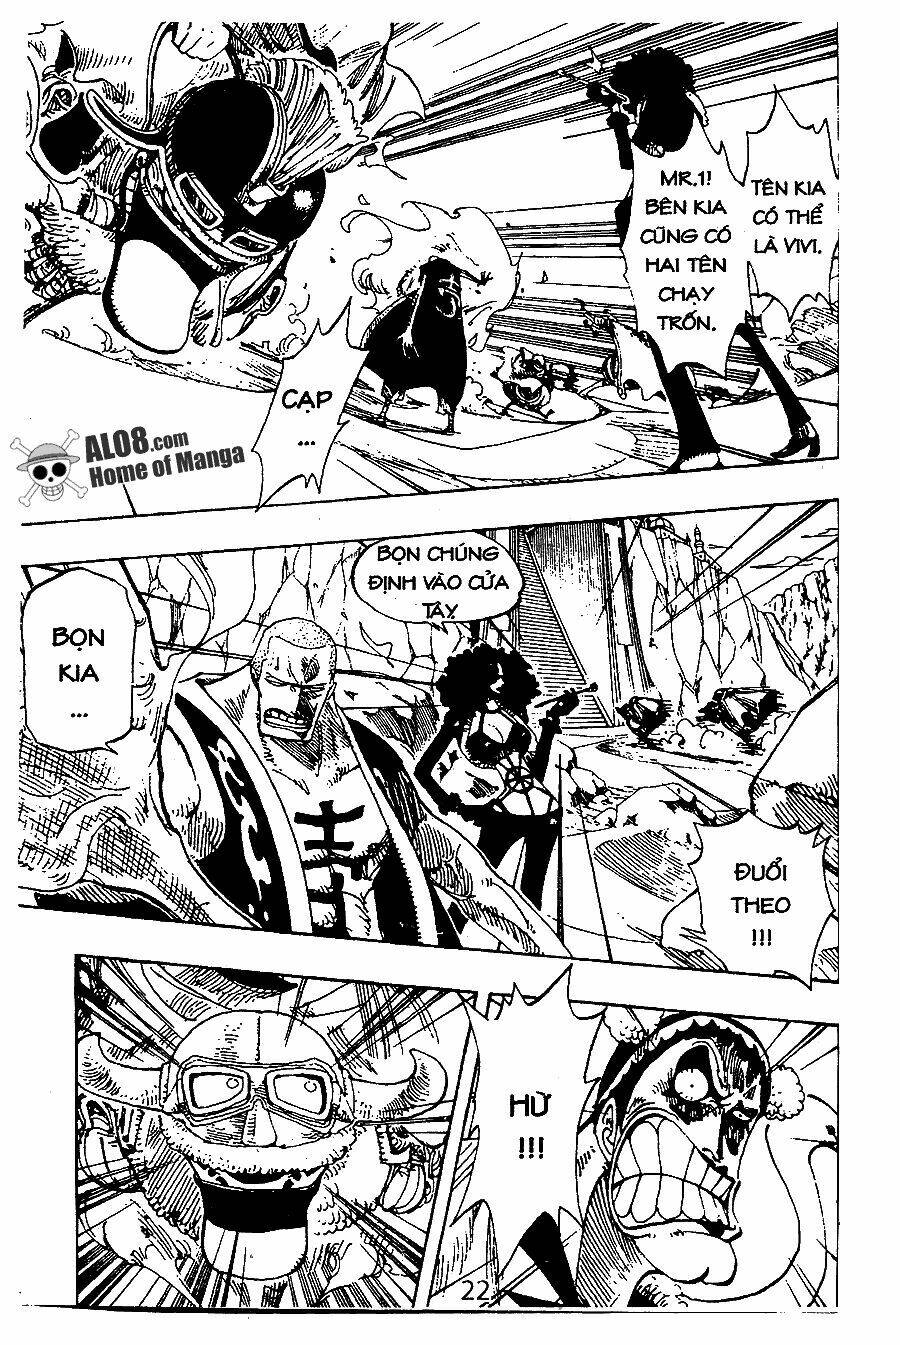 TÊN KIA
CÓ THỂ
LÀ VIVI.
MR.1!
BÊN KIA
CŨNG CÓ
HAI TÊN
CHẠY
TRỐN.
CẠP
...
AL08.com
Home of Manga
BỌN CHÚNG
ĐỊNH VÀO CỬA
TÂY
BỌN
KIA
...
ĐUỔI
THEO
!!!
HỪ
!!!
22